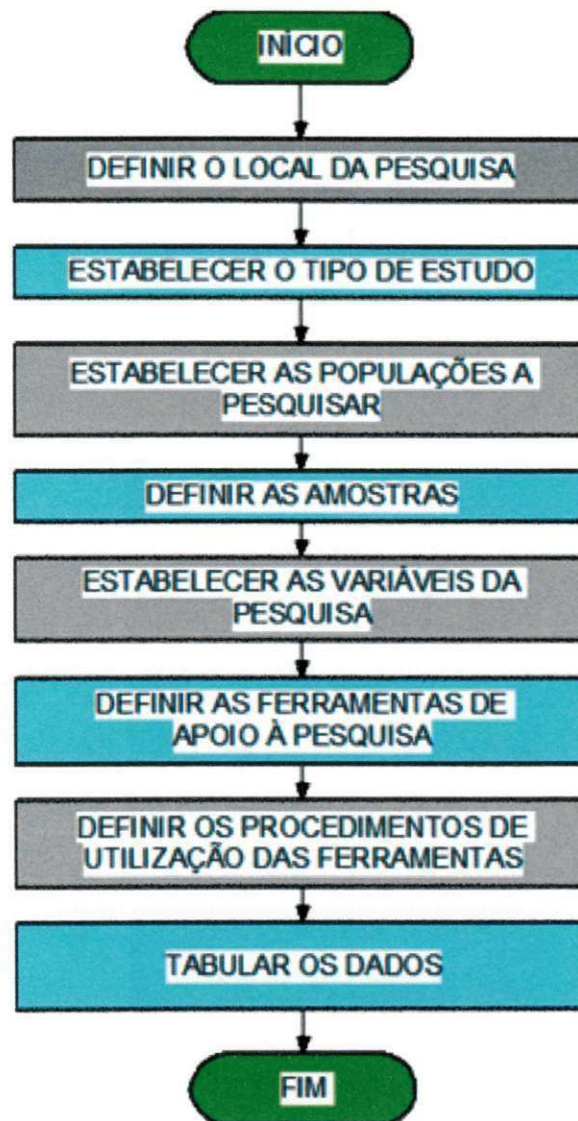 INÍCIO
DEFINIR O LOCAL DA PESQUISA
ESTABELECER O TIPO DE ESTUDO
ESTABELECER AS POPULAÇÕES A
PESQUISAR
DEFINIR AS AMOSTRAS
ESTABELECER AS VARIÁVEIS DA
PESQUISA
DEFINIR AS FERRAMENTAS DE
APOIO À PESQUISA
DEFINIR OS PROCEDIMENTOS DE
UTILIZAÇÃO DAS FERRAMENTAS
TABULAR OS DADOS
FIM